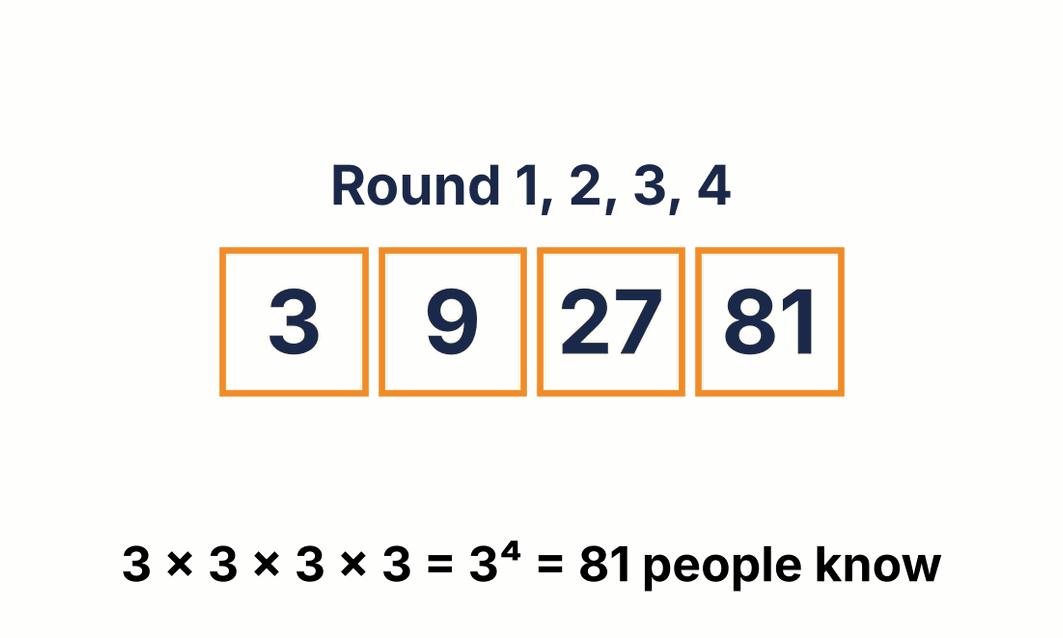 Round 1, 2, 3, 4
3 9 27 81
3 × 3 × 3 × 3 = 3⁴ = 81 people know